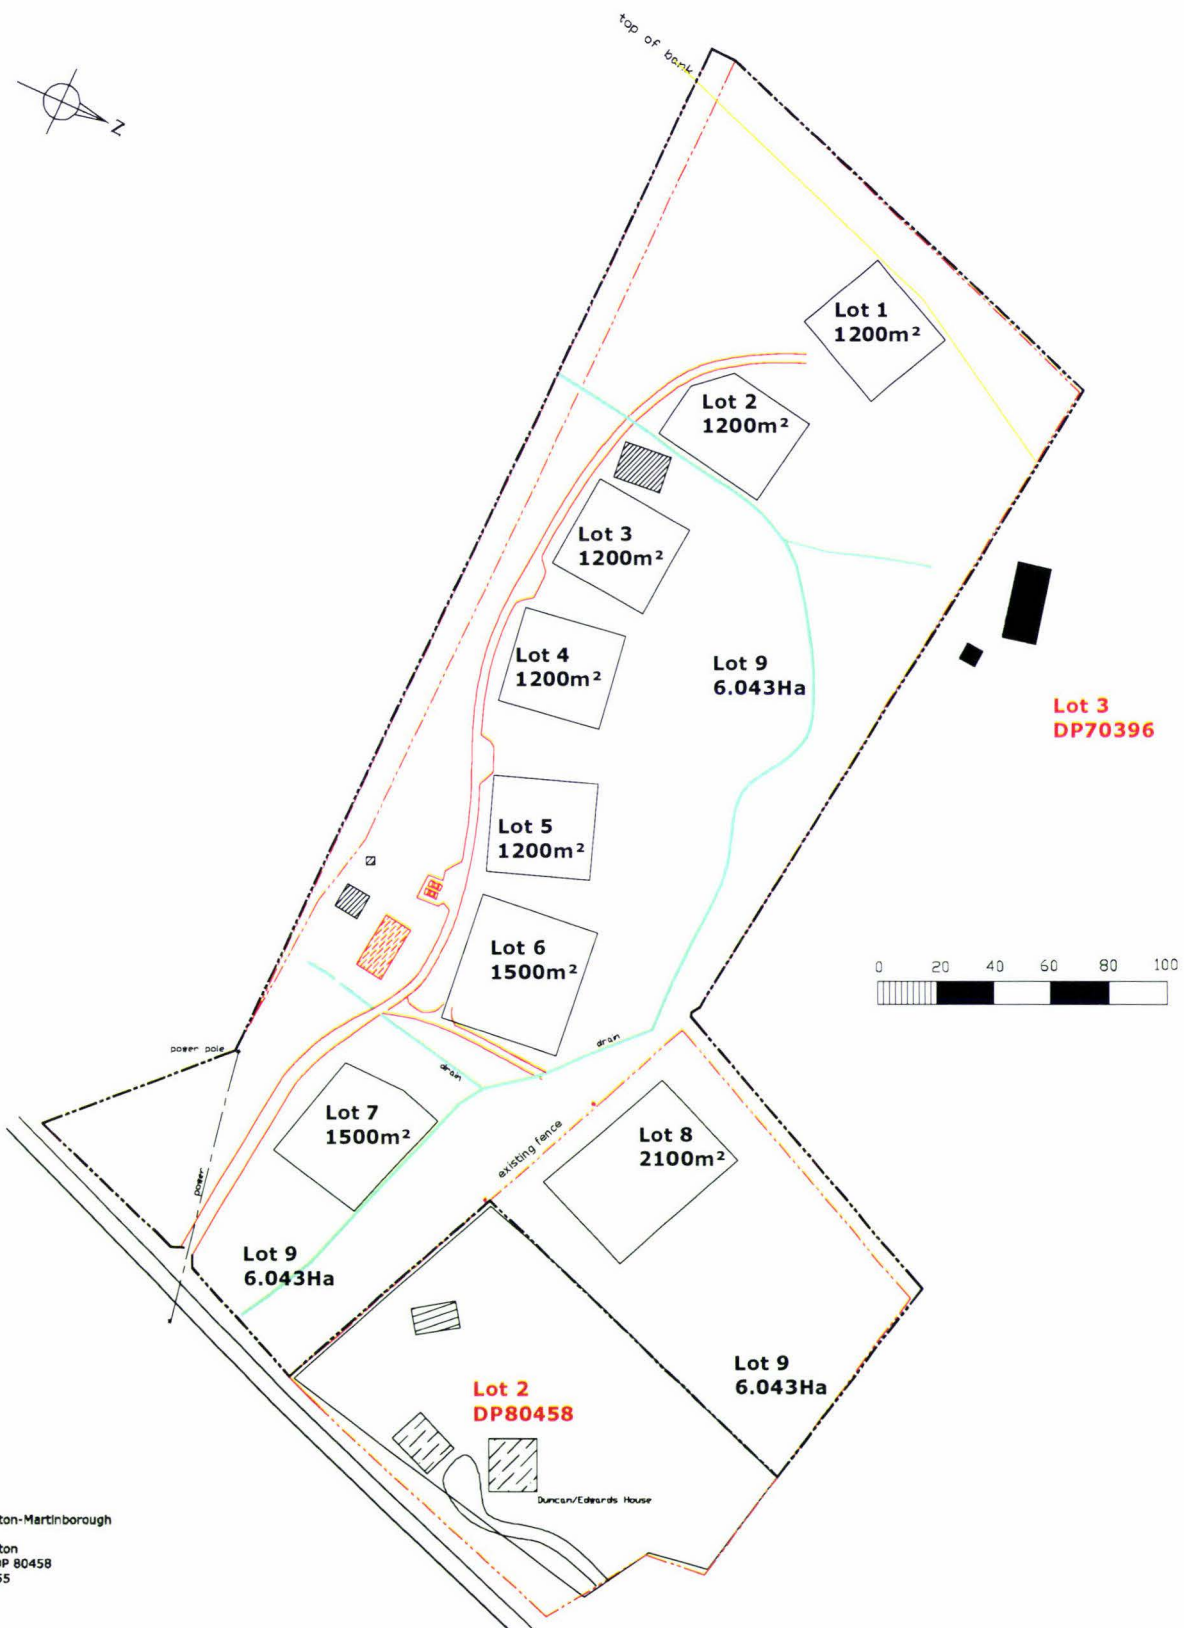 top of bank
Z
Lot 1
1200m²
Lot 2
1200m²
Lot 3
1200m²
Lot 4
1200m²
Lot 9
6.043Ha
Lot 3
DP70396
Lot 5
1200m²
Lot 6
1500m²
0 20 40 60 80 100
power pole
drain
drain
Lot 7
1500m²
existing fence
Lot 8
2100m²
power
Lot 9
6.043Ha
Lot 9
6.043Ha
Lot 2
DP80458
Duncan/Edwards House
ton-Martinborough
ton
DP 80458
55